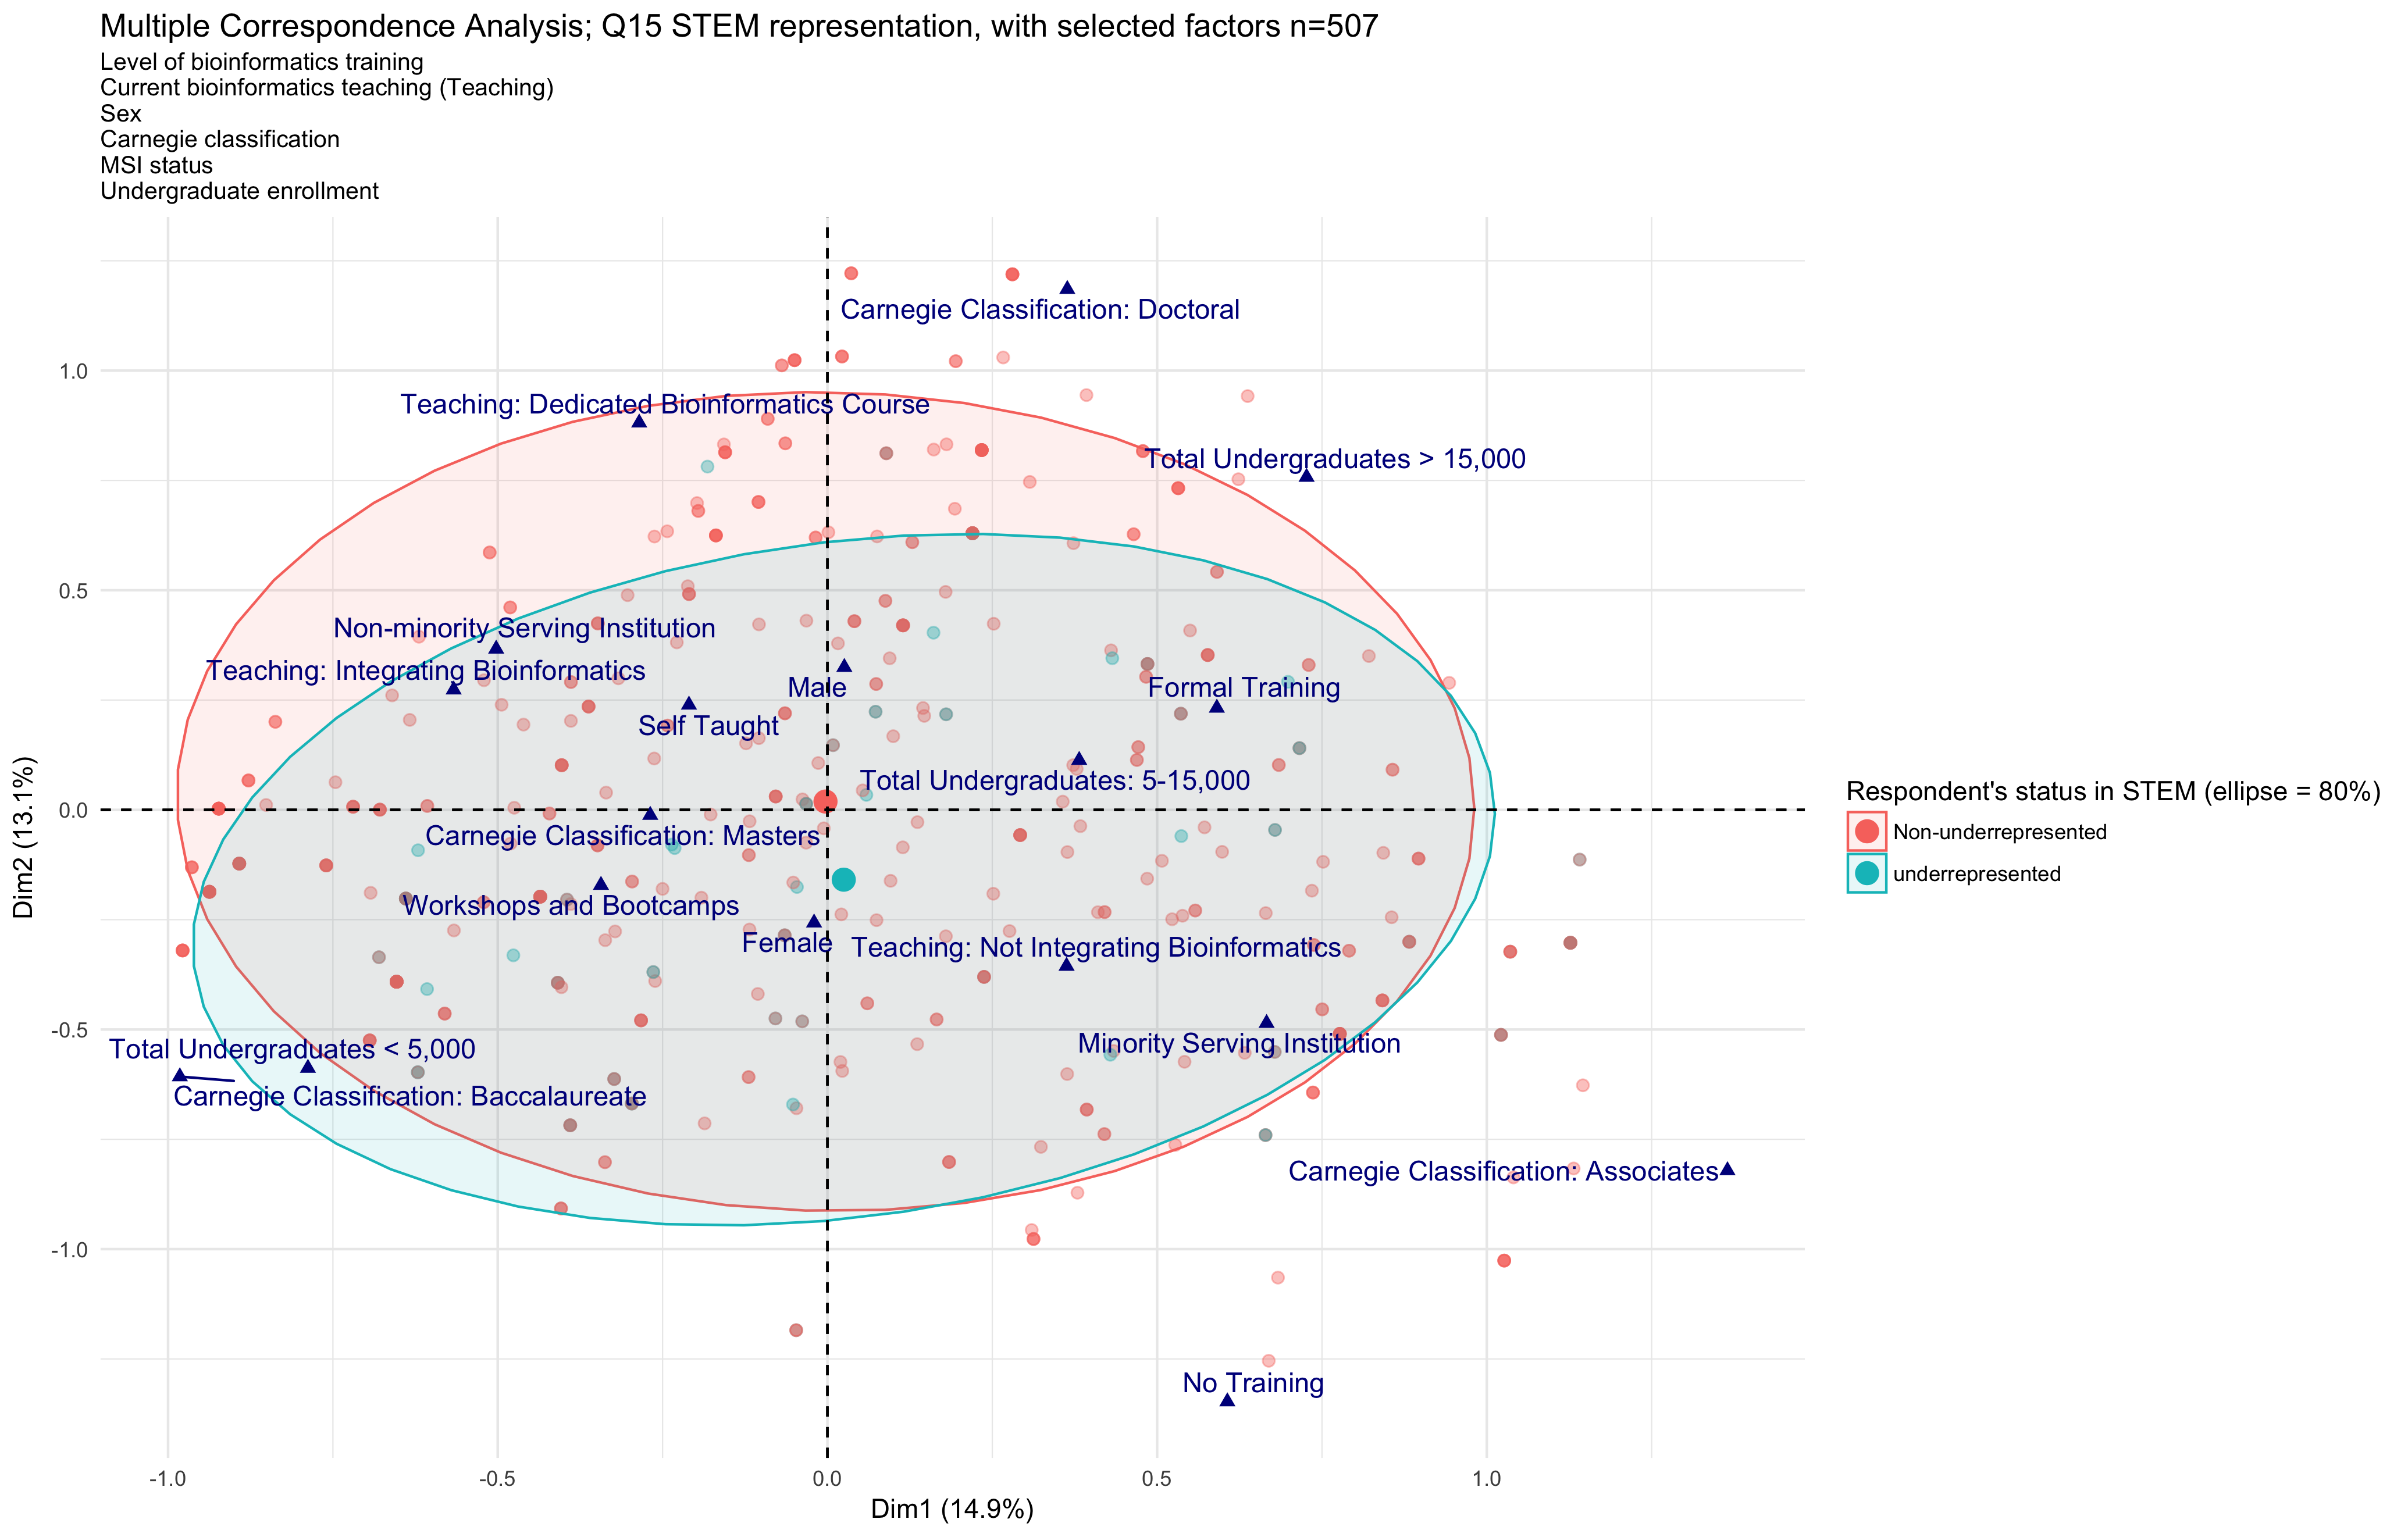 Multiple Correspondence Analysis; Q15 STEM representation, with selected factors n=507
Level of bioinformatics training
Current bioinformatics teaching (Teaching)
Sex
Carnegie classification
MSI status
Undergraduate enrollment
Carnegie Classification: Doctoral
1.0
Teaching: Dedicated Bioinformatics Course
Total Undergraduates > 15,000
0.5
Non-minority Serving Institution
Teaching: Integrating Bioinformatics
Male
Formal Training
Self Taught
Total Undergraduates: 5-15,000
0.0
Carnegie Classification: Masters
Workshops and Bootcamps
Female
Teaching: Not Integrating Bioinformatics
-0.5
Minority Serving Institution
Total Undergraduates < 5,000
Carnegie Classification: Baccalaureate
Carnegie Classification: Associates
-1.0
No Training
-1.0
-0.5
0.0
0.5
1.0
Dim1 (14.9%)
Dim2 (13.1%)
Respondent's status in STEM (ellipse = 80%)
Non-underrepresented
underrepresented